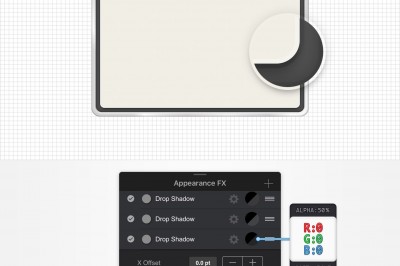 Appearance FX
Drop Shadow
ALPHA:50%
Drop Shadow
R:0
G:0
B:0
Drop Shadow
X Offset
0.0 pt